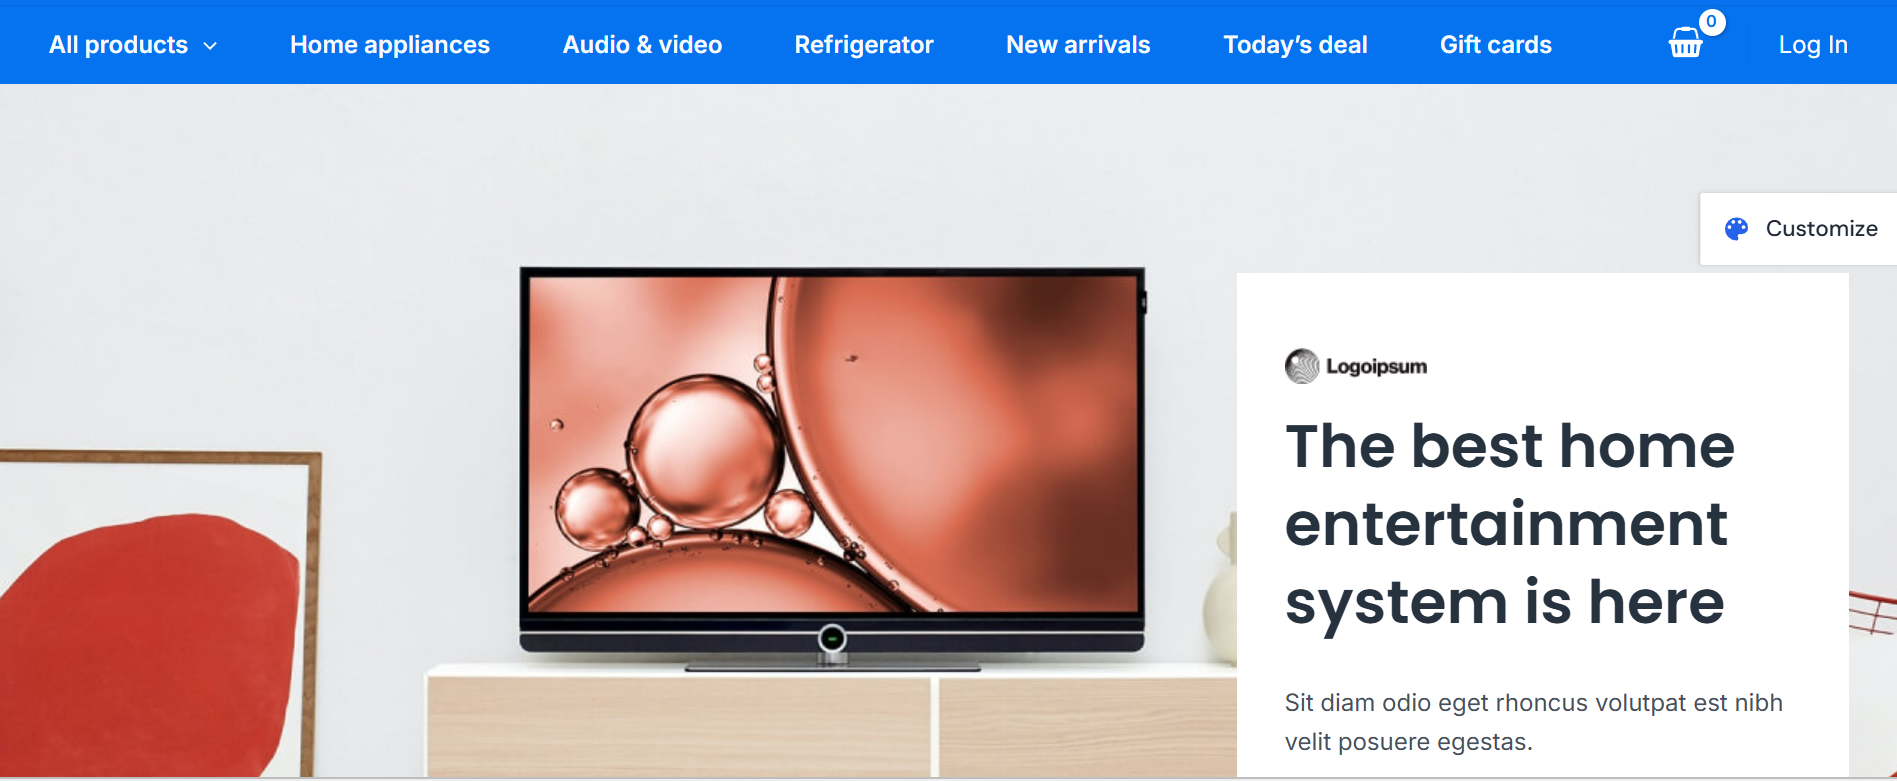 All products Home appliances Audio & video Refrigerator New arrivals Today’s deal Gift cards 0 Log In
Customize
Logoipsum
The best home
entertainment
system is here
Sit diam odio eget rhoncus volutpat est nibh
velit posuere egestas.